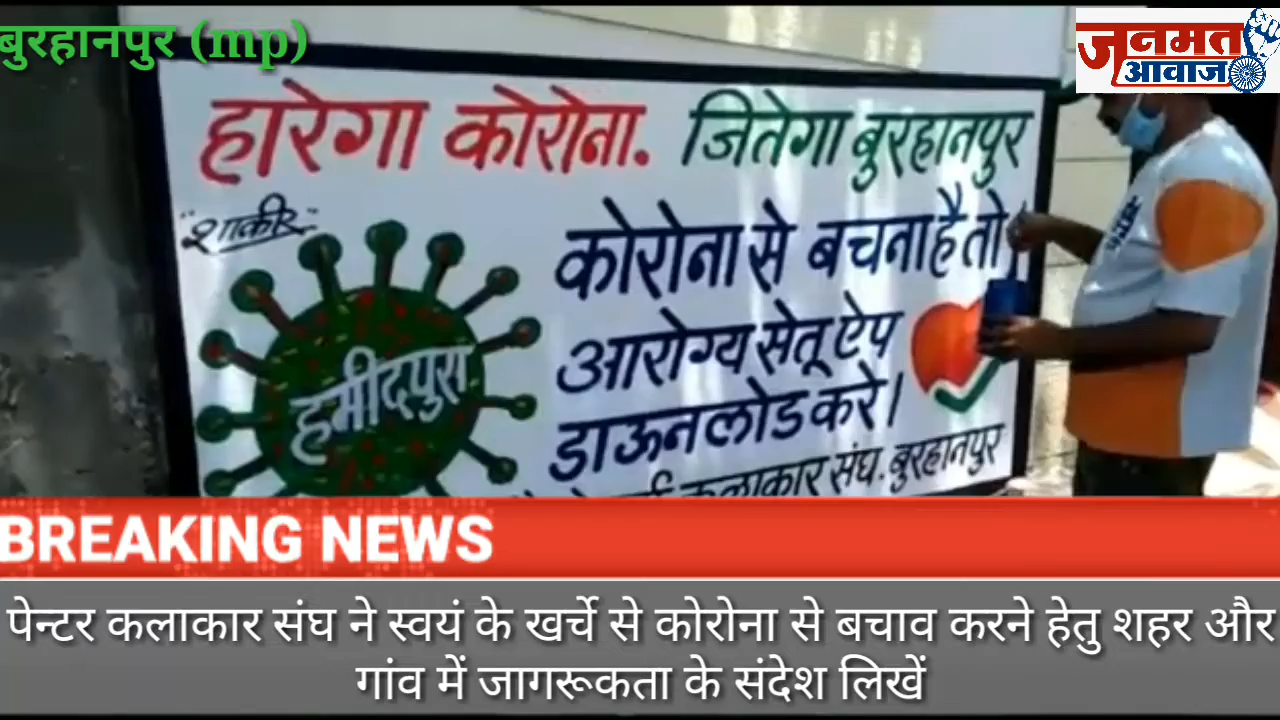 बुरहानपुर (mp)
जनमत
आवाज
हारेगा कोरोना. जितेगा बुरहानपुर
"शाकीर"
कोरोना से बचना है तो
आरोग्य सेतू ऐप
डाऊनलोड करे।
हमीदपुरा
कलाकार संघ. बुरहानपुर
BREAKING NEWS
पेन्टर कलाकार संघ ने स्वयं के खर्चे से कोरोना से बचाव करने हेतु शहर और
गांव में जागरूकता के संदेश लिखें